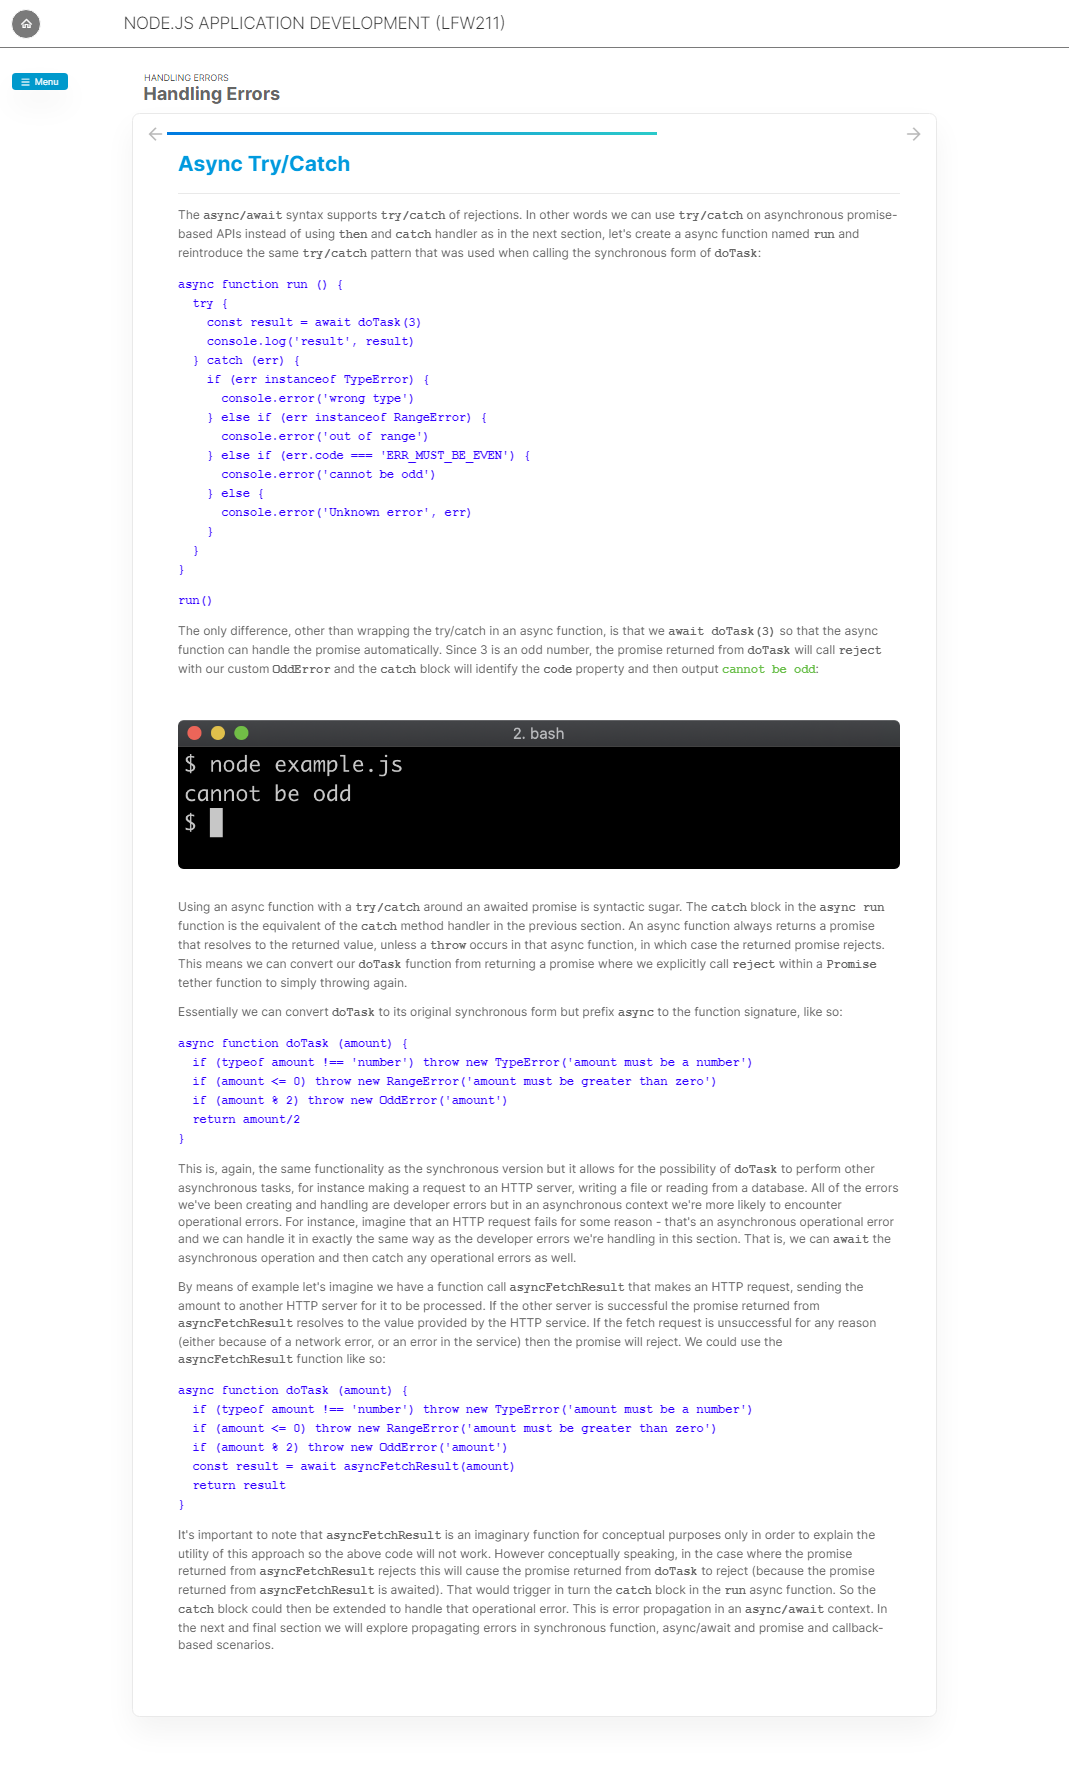 NODE.JS APPLICATION DEVELOPMENT (LFW211)
Menu
HANDLING ERRORS
Handling Errors
Async Try/Catch
The async/await syntax supports try/catch of rejections. In other words we can use try/catch on asynchronous promise-
based APIs instead of using then and catch handler as in the next section, let's create a async function named run and
reintroduce the same try/catch pattern that was used when calling the synchronous form of doTask:
async function run () {
  try {
    const result = await doTask(3)
    console.log('result', result)
  } catch (err) {
    if (err instanceof TypeError) {
      console.error('wrong type')
    } else if (err instanceof RangeError) {
      console.error('out of range')
    } else if (err.code === 'ERR_MUST_BE_EVEN') {
      console.error('cannot be odd')
    } else {
      console.error('Unknown error', err)
    }
  }
}
run()
The only difference, other than wrapping the try/catch in an async function, is that we await doTask(3) so that the async
function can handle the promise automatically. Since 3 is an odd number, the promise returned from doTask will call reject
with our custom OddError and the catch block will identify the code property and then output cannot be odd:
2. bash
$ node example.js
cannot be odd
$
Using an async function with a try/catch around an awaited promise is syntactic sugar. The catch block in the async run
function is the equivalent of the catch method handler in the previous section. An async function always returns a promise
that resolves to the returned value, unless a throw occurs in that async function, in which case the returned promise rejects.
This means we can convert our doTask function from returning a promise where we explicitly call reject within a Promise
tether function to simply throwing again.
Essentially we can convert doTask to its original synchronous form but prefix async to the function signature, like so:
async function doTask (amount) {
  if (typeof amount !== 'number') throw new TypeError('amount must be a number')
  if (amount <= 0) throw new RangeError('amount must be greater than zero')
  if (amount % 2) throw new OddError('amount')
  return amount/2
}
This is, again, the same functionality as the synchronous version but it allows for the possibility of doTask to perform other
asynchronous tasks, for instance making a request to an HTTP server, writing a file or reading from a database. All of the errors
we've been creating and handling are developer errors but in an asynchronous context we're more likely to encounter
operational errors. For instance, imagine that an HTTP request fails for some reason - that's an asynchronous operational error
and we can handle it in exactly the same way as the developer errors we're handling in this section. That is, we can await the
asynchronous operation and then catch any operational errors as well.
By means of example let's imagine we have a function call asyncFetchResult that makes an HTTP request, sending the
amount to another HTTP server for it to be processed. If the other server is successful the promise returned from
asyncFetchResult resolves to the value provided by the HTTP service. If the fetch request is unsuccessful for any reason
(either because of a network error, or an error in the service) then the promise will reject. We could use the
asyncFetchResult function like so:
async function doTask (amount) {
  if (typeof amount !== 'number') throw new TypeError('amount must be a number')
  if (amount <= 0) throw new RangeError('amount must be greater than zero')
  if (amount % 2) throw new OddError('amount')
  const result = await asyncFetchResult(amount)
  return result
}
It's important to note that asyncFetchResult is an imaginary function for conceptual purposes only in order to explain the
utility of this approach so the above code will not work. However conceptually speaking, in the case where the promise
returned from asyncFetchResult rejects this will cause the promise returned from doTask to reject (because the promise
returned from asyncFetchResult is awaited). That would trigger in turn the catch block in the run async function. So the
catch block could then be extended to handle that operational error. This is error propagation in an async/await context. In
the next and final section we will explore propagating errors in synchronous function, async/await and promise and callback-
based scenarios.